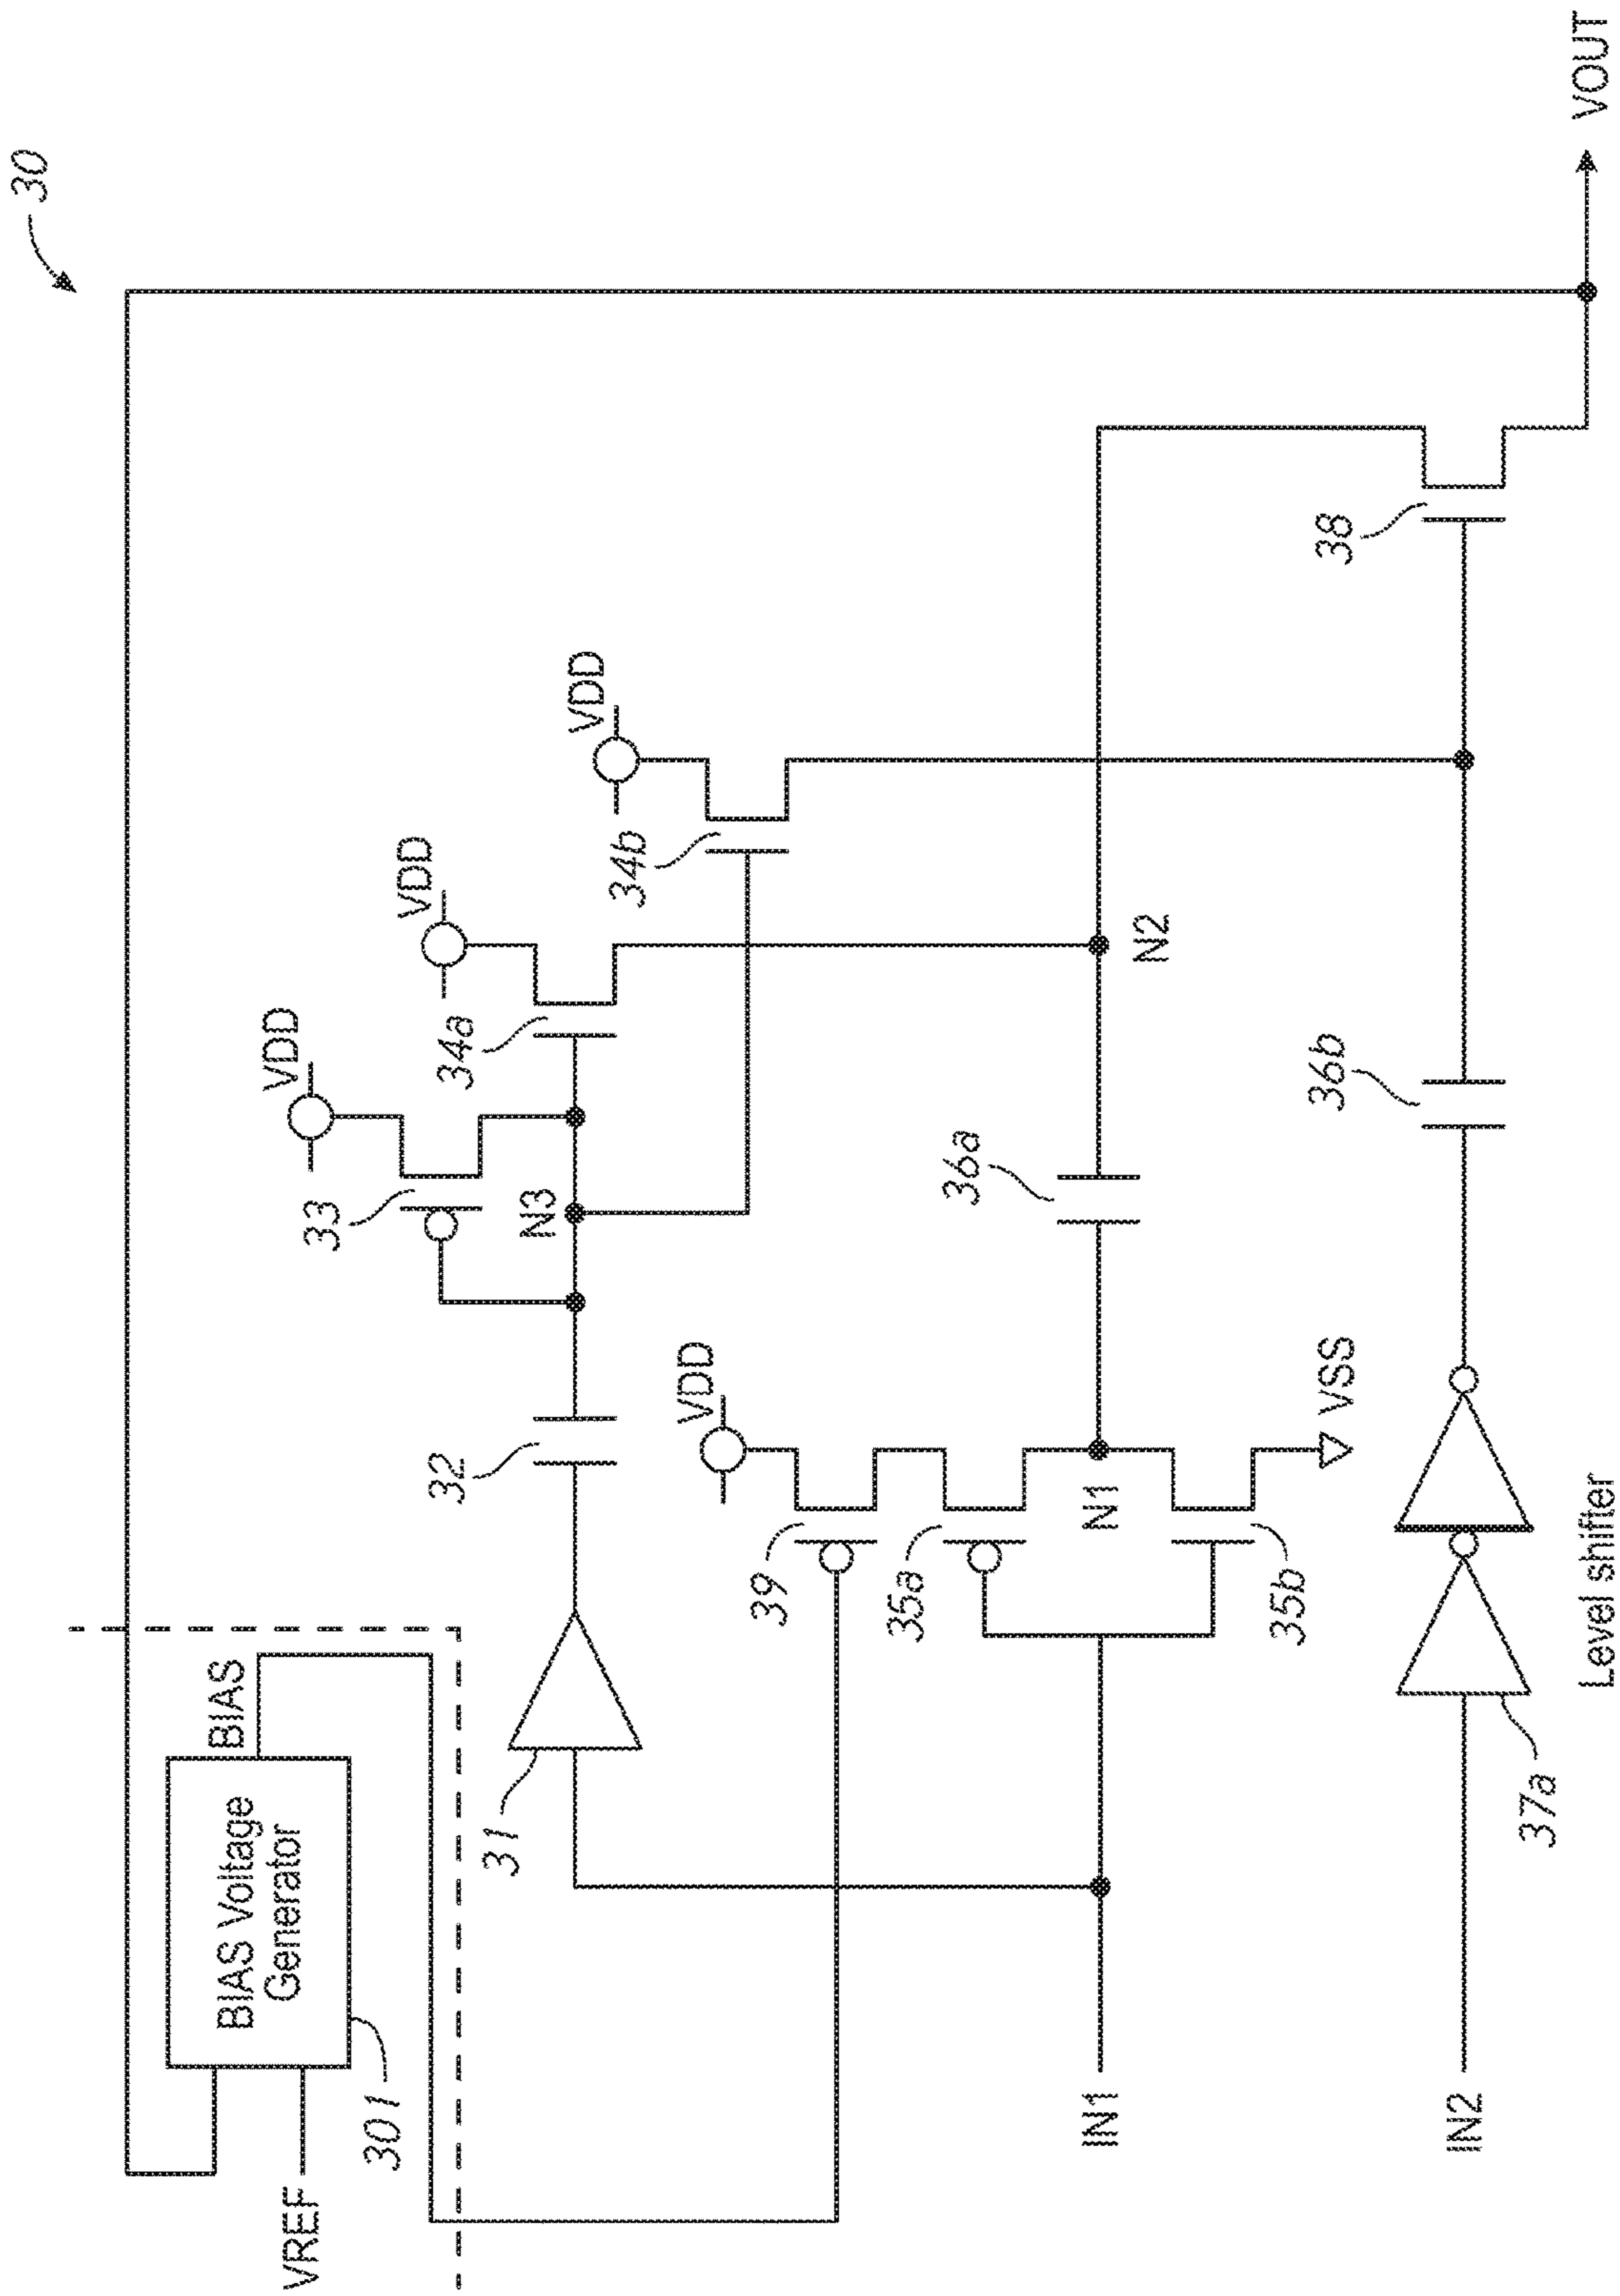 30
BIAS Voltage
Generator
BIAS
VREF
301
VDD
33
VDD
34a
VDD
34b
N3
32
31
VDD
39
35a
N1
35b
VSS
36a
N2
IN1
36b
38
IN2
37a
Level shifter
VOUT